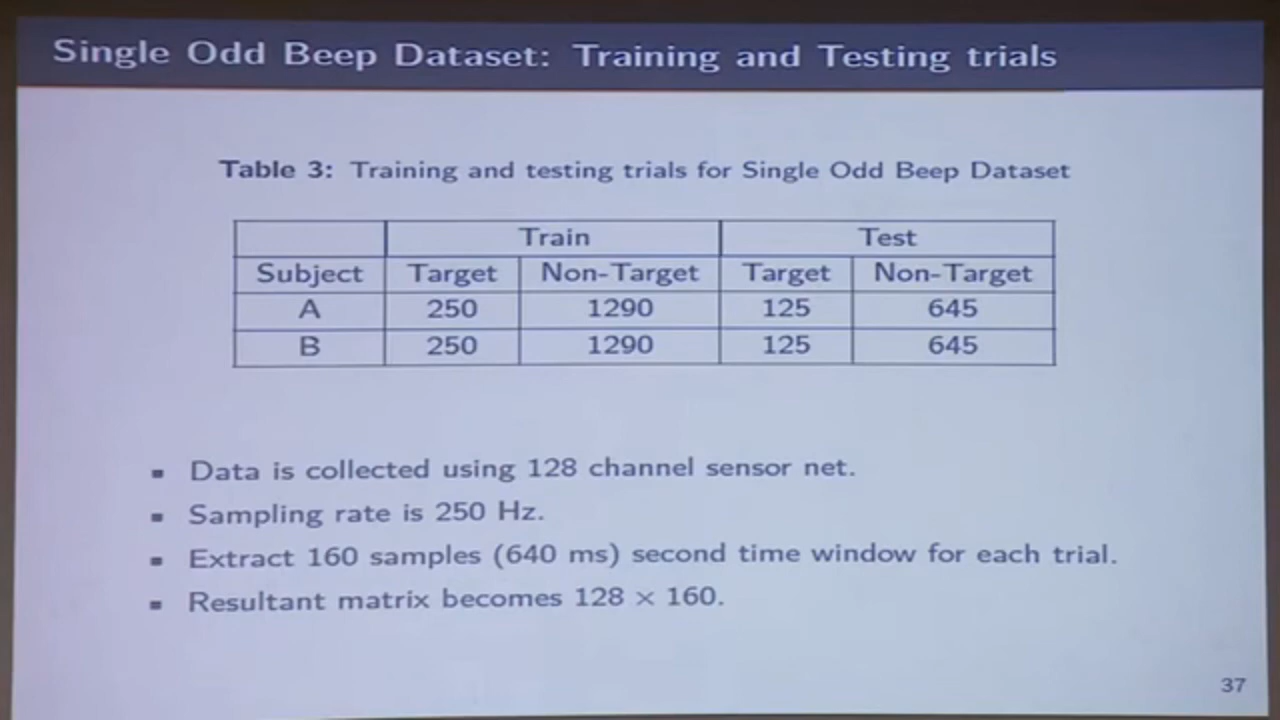 Single Odd Beep Dataset: Training and Testing trials
Table 3: Training and testing trials for Single Odd Beep Dataset
Train Test
Subject Target Non-Target Target Non-Target
A 250 1290 125 645
B 250 1290 125 645
▪ Data is collected using 128 channel sensor net.
▪ Sampling rate is 250 Hz.
▪ Extract 160 samples (640 ms) second time window for each trial.
▪ Resultant matrix becomes 128 × 160.
37